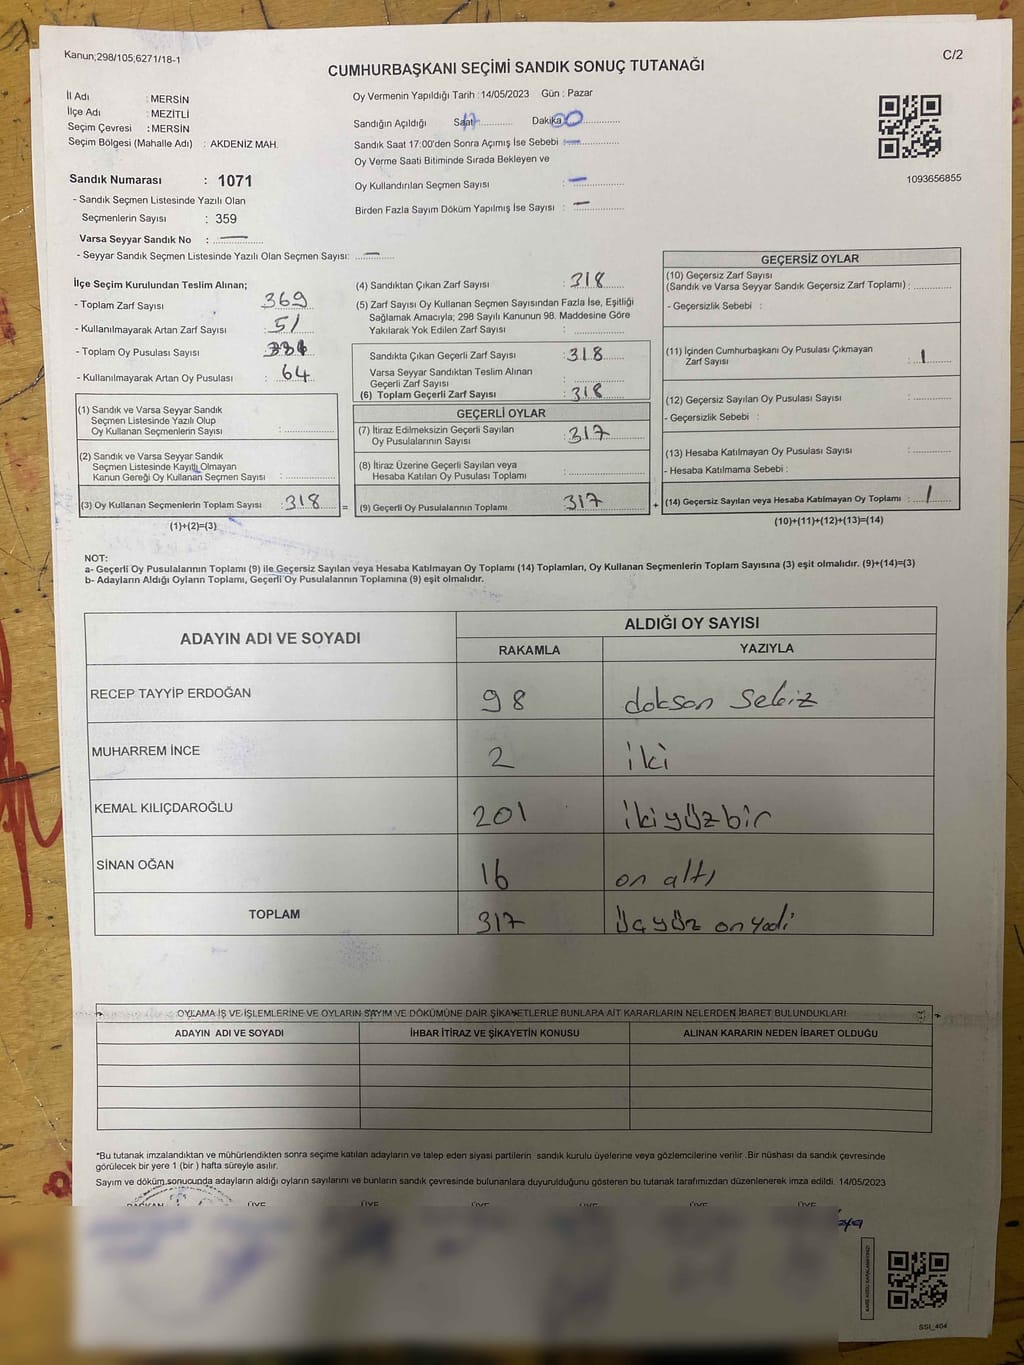 Kanun;298/105;6271/18-1
C/2
CUMHURBAŞKANI SEÇİMİ SANDIK SONUÇ TUTANAĞI
İl Adı : MERSİN
İlçe Adı : MEZİTLİ
Seçim Çevresi : MERSİN
Seçim Bölgesi (Mahalle Adı) : AKDENİZ MAH.
Oy Vermenin Yapıldığı Tarih : 14/05/2023 Gün : Pazar
Sandığın Açıldığı Saat 17 Dakika 00
Sandık Saat 17:00'den Sonra Açımış İse Sebebi : —
Oy Verme Saati Bitiminde Sırada Bekleyen ve
Oy Kullandırılan Seçmen Sayısı : —
Birden Fazla Sayım Döküm Yapılmış İse Sayısı : —
1093656855
Sandık Numarası : 1071
- Sandık Seçmen Listesinde Yazılı Olan
Seçmenlerin Sayısı : 359
Varsa Seyyar Sandık No : —
- Seyyar Sandık Seçmen Listesinde Yazılı Olan Seçmen Sayısı: —
İlçe Seçim Kurulundan Teslim Alınan;
- Toplam Zarf Sayısı 369
- Kullanılmayarak Artan Zarf Sayısı : 51
- Toplam Oy Pusulası Sayısı :
- Kullanılmayarak Artan Oy Pusulası : 64
(1) Sandık ve Varsa Seyyar Sandık
Seçmen Listesinde Yazılı Olup
Oy Kullanan Seçmenlerin Sayısı :
(2) Sandık ve Varsa Seyyar Sandık
Seçmen Listesinde Kayıtlı Olmayan
Kanun Gereği Oy Kullanan Seçmen Sayısı :
(3) Oy Kullanan Seçmenlerin Toplam Sayısı : 318 =
(1)+(2)=(3)
(4) Sandıktan Çıkan Zarf Sayısı : 318
(5) Zarf Sayısı Oy Kullanan Seçmen Sayısından Fazla İse, Eşitliği
Sağlamak Amacıyla; 298 Sayılı Kanunun 98. Maddesine Göre
Yakılarak Yok Edilen Zarf Sayısı :
Sandıkta Çıkan Geçerli Zarf Sayısı : 318
Varsa Seyyar Sandıktan Teslim Alınan
Geçerli Zarf Sayısı :
(6) Toplam Geçerli Zarf Sayısı : 318
GEÇERLİ OYLAR
(7) İtiraz Edilmeksizin Geçerli Sayılan
Oy Pusulalarının Sayısı : 317
(8) İtiraz Üzerine Geçerli Sayılan veya
Hesaba Katılan Oy Pusulası Toplamı :
(9) Geçerli Oy Pusulalarının Toplamı 317 +
GEÇERSİZ OYLAR
(10) Geçersiz Zarf Sayısı
(Sandık ve Varsa Seyyar Sandık Geçersiz Zarf Toplamı) :
- Geçersizlik Sebebi :
(11) İçinden Cumhurbaşkanı Oy Pusulası Çıkmayan
Zarf Sayısı : 1
(12) Geçersiz Sayılan Oy Pusulası Sayısı :
- Geçersizlik Sebebi :
(13) Hesaba Katılmayan Oy Pusulası Sayısı :
- Hesaba Katılmama Sebebi :
(14) Geçersiz Sayılan veya Hesaba Katılmayan Oy Toplamı : 1
(10)+(11)+(12)+(13)=(14)
NOT:
a- Geçerli Oy Pusulalarının Toplamı (9) ile Geçersiz Sayılan veya Hesaba Katılmayan Oy Toplamı (14) Toplamları, Oy Kullanan Seçmenlerin Toplam Sayısına (3) eşit olmalıdır. (9)+(14)=(3)
b- Adayların Aldığı Oyların Toplamı, Geçerli Oy Pusulalarının Toplamına (9) eşit olmalıdır.
ADAYIN ADI VE SOYADI
ALDIĞI OY SAYISI
RAKAMLA YAZIYLA
RECEP TAYYİP ERDOĞAN 98 doksan sekiz
MUHARREM İNCE 2 iki
KEMAL KILIÇDAROĞLU 201 ikiyüzbir
SİNAN OĞAN 16 on altı
TOPLAM 317 üçyüz onyedi
OYLAMA İŞ VE İŞLEMLERİNE VE OYLARIN SAYIM VE DÖKÜMÜNE DAİR ŞİKAYETLERLE BUNLARA AİT KARARLARIN NELERDEN İBARET BULUNDUKLARI
ADAYIN ADI VE SOYADI İHBAR İTİRAZ VE ŞİKAYETİN KONUSU ALINAN KARARIN NEDEN İBARET OLDUĞU
*Bu tutanak imzalandıktan ve mühürlendikten sonra seçime katılan adayların ve talep eden siyasi partilerin sandık kurulu üyelerine veya gözlemcilerine verilir .Bir nüshası da sandık çevresinde
görülecek bir yere 1 (bir ) hafta süreyle asılır.
Sayım ve döküm sonucunda adayların aldığı oyların sayılarını ve bunların sandık çevresinde bulunanlara duyurulduğunu gösteren bu tutanak tarafımızdan düzenlenerek imza edildi. 14/05/2023
BAŞKAN ÜYE ÜYE ÜYE ÜYE ÜYE ÜYE
SSI_404